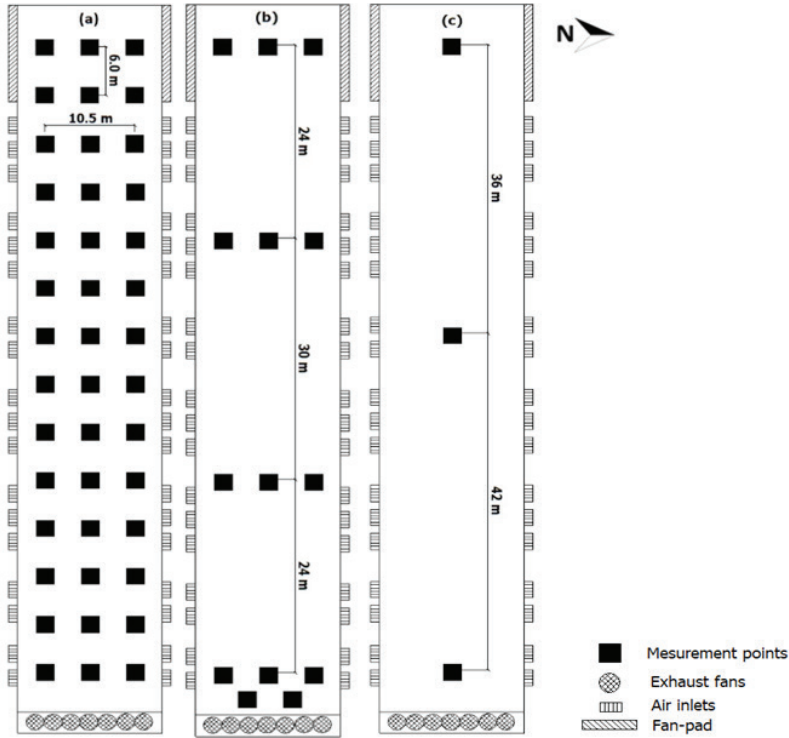 (a)
(b)
(c)
N
6.0 m
10.5 m
24 m
30 m
24 m
36 m
42 m
Mesurement points
Exhaust fans
Air inlets
Fan-pad